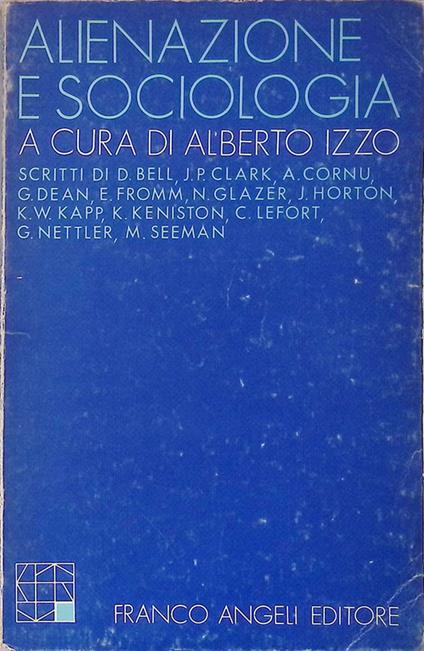 ALIENAZIONE
E SOCIOLOGIA
A CURA DI ALBERTO IZZO
SCRITTI DI D. BELL, J.P. CLARK, A. CORNU,
G. DEAN, E. FROMM, N. GLAZER, J. HORTON,
K.W. KAPP, K. KENISTON, C. LEFORT,
G. NETTLER, M. SEEMAN
FRANCO ANGELI EDITORE